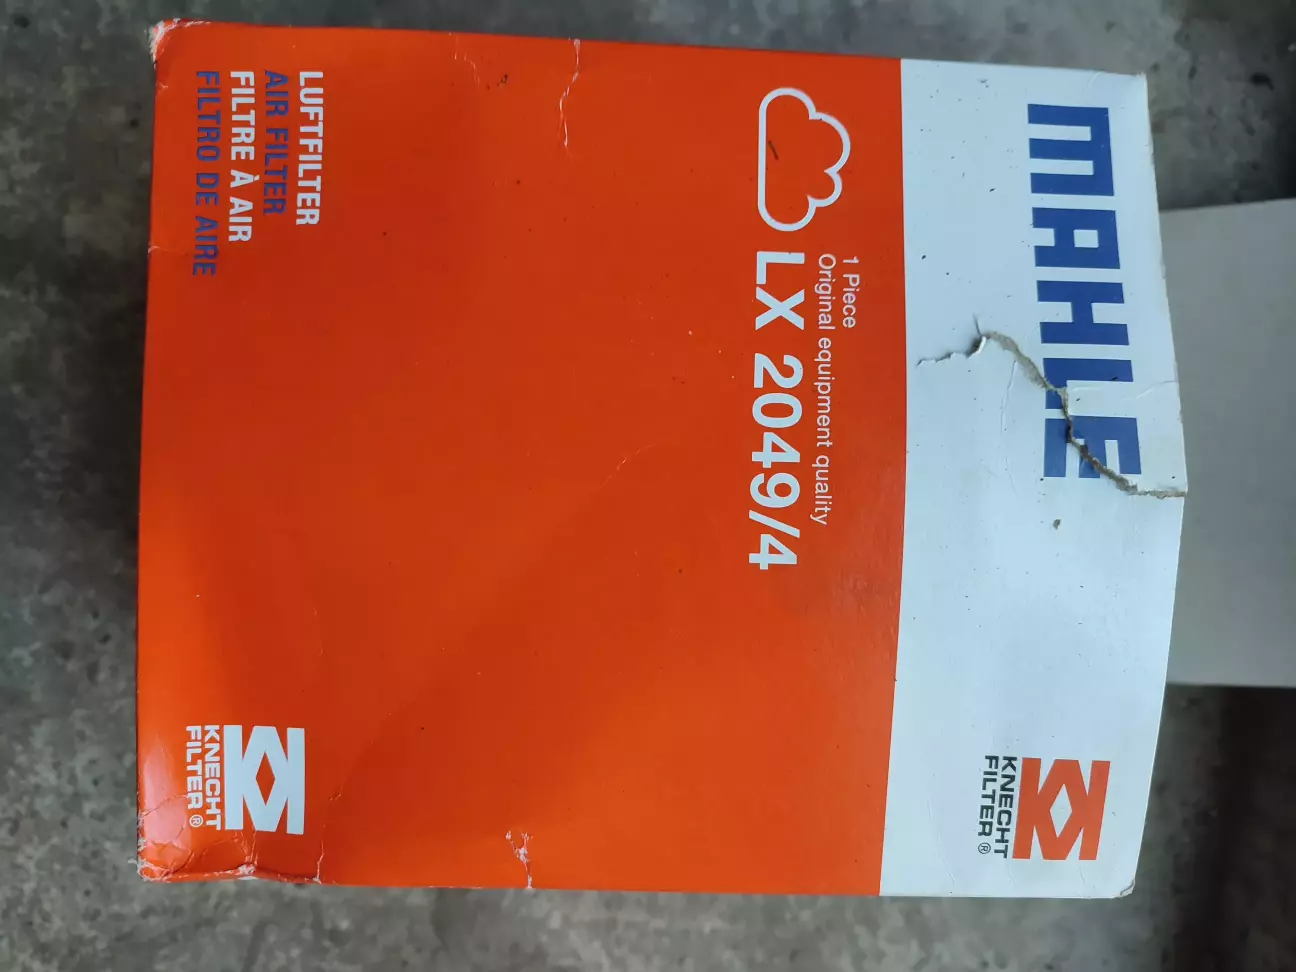 MAHLE
KNECHT
FILTER®
1 Piece
Original equipment quality
LX 2049/4
LUFTFILTER
AIR FILTER
FILTRE À AIR
FILTRO DE AIRE
KNECHT
FILTER®